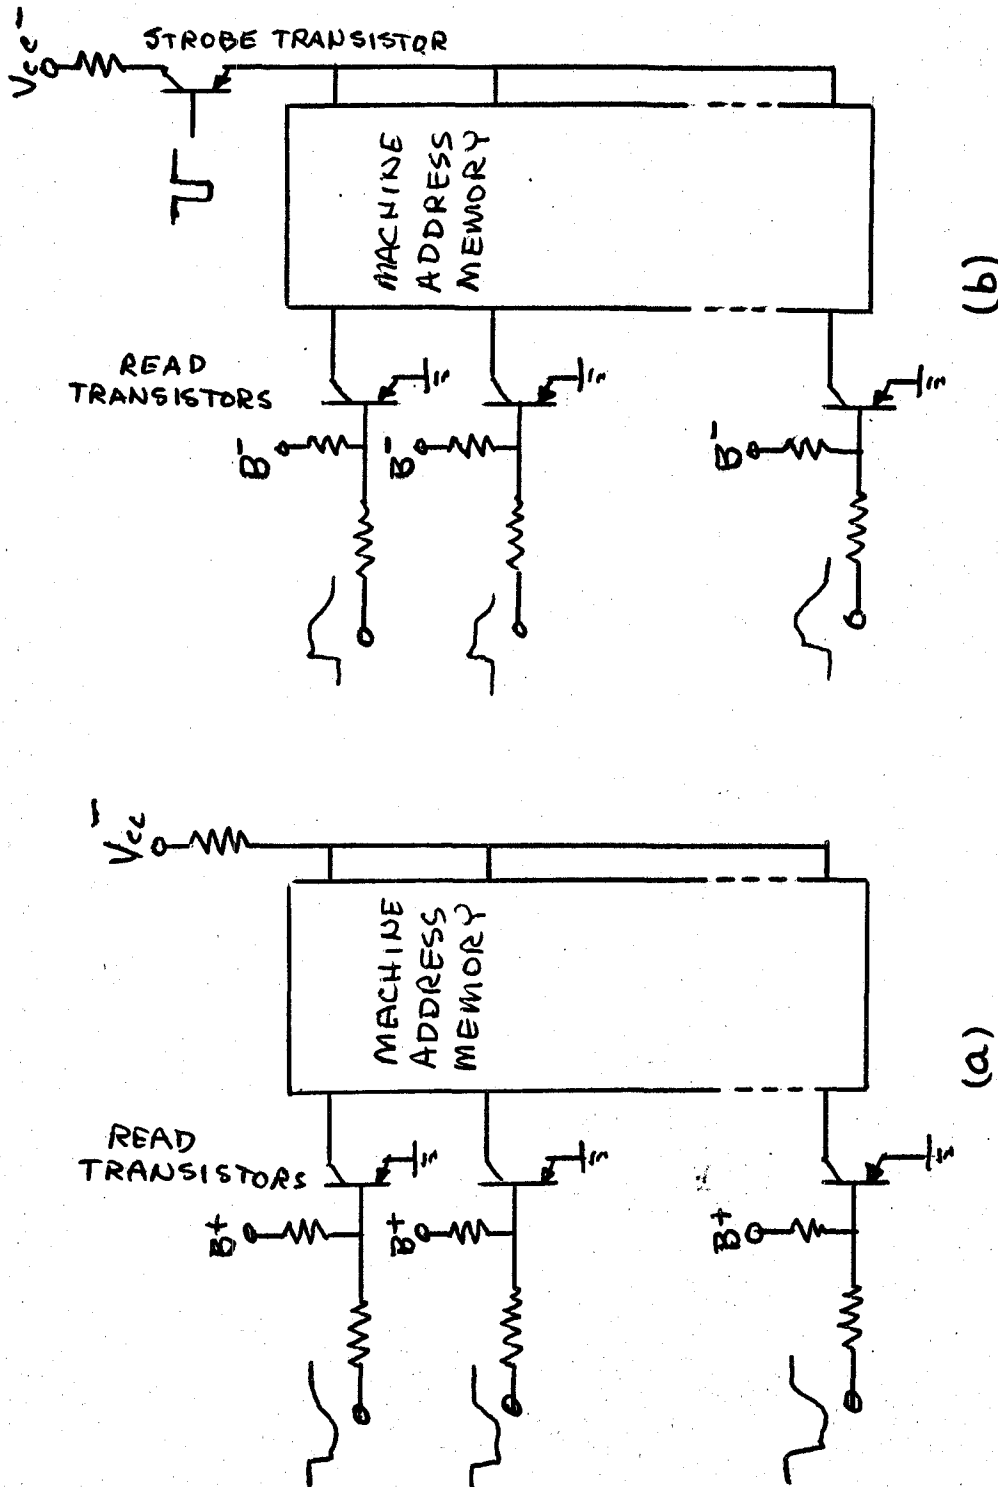 Vcc-
STROBE TRANSISTOR
MACHINE
ADDRESS
MEMORY
READ
TRANSISTORS
B-
B-
B-
(b)
Vcc-
MACHINE
ADDRESS
MEMORY
READ
TRANSISTORS
B+
B+
B+
(a)